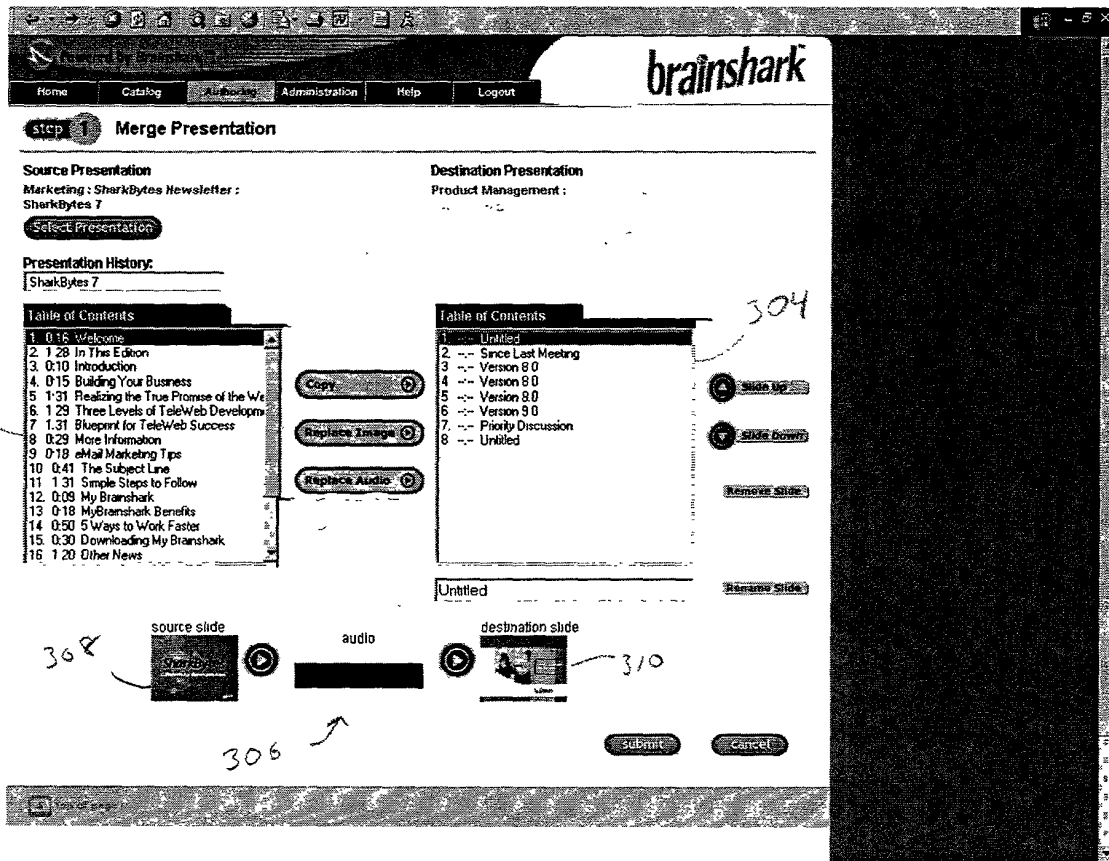 brainshark
Home Catalog Authoring Administration Help Logout
step 1 Merge Presentation
Source Presentation
Marketing : SharkBytes Newsletter :
SharkBytes 7
Select Presentation
Presentation History:
SharkBytes 7
Table of Contents
1. 0:16 Welcome
2. 1 28 In This Edition
3. 0:10 Introduction
4. 0:15 Building Your Business
5 1:31 Realizing the True Promise of the We
6. 1 29 Three Levels of TeleWeb Developm
7 1.31 Blueprint for TeleWeb Success
8 0:29 More Information
9 0:18 eMail Marketing Tips
10 0:41 The Subject Line
11 1 31 Simple Steps to Follow
12. 0:09 My Brainshark
13 0:18 MyBrainshark Benefits
14 0:50 5 Ways to Work Faster
15. 0:30 Downloading My Brainshark
16 1 20 Other News
Copy
Replace Image
Replace Audio
Destination Presentation
Product Management :
Table of Contents
1. -:- Untitled
2. -:- Since Last Meeting
3. -:- Version 8 0
4 -:- Version 8.0
5 -:- Version 8.0
6 -:- Version 9 0
7. -:- Priority Discussion
8 -:- Untitled
304
Slide Up
Slide Down
Remove Slide
Untitled
Rename Slide
source slide
audio
destination slide
308
310
306
submit
cancel